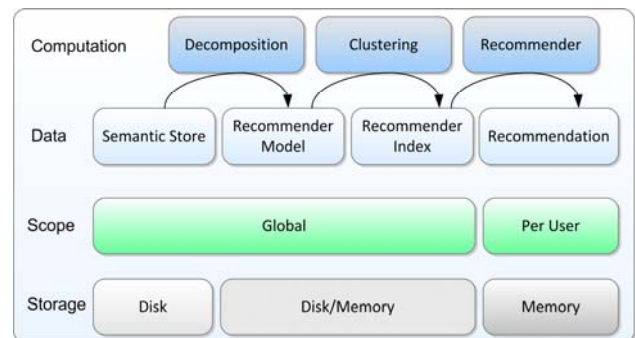 Computation
Decomposition
Clustering
Recommender
Data
Semantic Store
Recommender
Model
Recommender
Index
Recommendation
Scope
Global
Per User
Storage
Disk
Disk/Memory
Memory